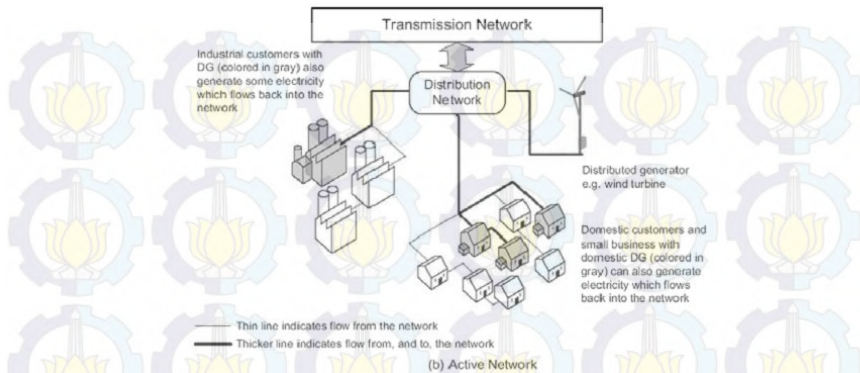 Transmission Network
Industrial customers with
DG (colored in gray) also
generate some electricity
which flows back into the
network
Distribution
Network
Distributed generator
e.g. wind turbine
Domestic customers and
small business with
domestic DG (colored in
gray) can also generate
electricity which flows
back into the network
Thin line indicates flow from the network
Thicker line indicates flow from, and to, the network
(b) Active Network